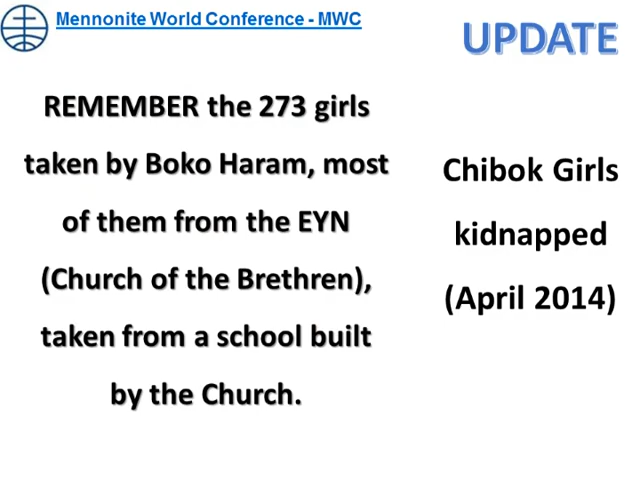 Mennonite World Conference - MWC
UPDATE
REMEMBER the 273 girls
taken by Boko Haram, most
of them from the EYN
(Church of the Brethren),
taken from a school built
by the Church.
Chibok Girls
kidnapped
(April 2014)